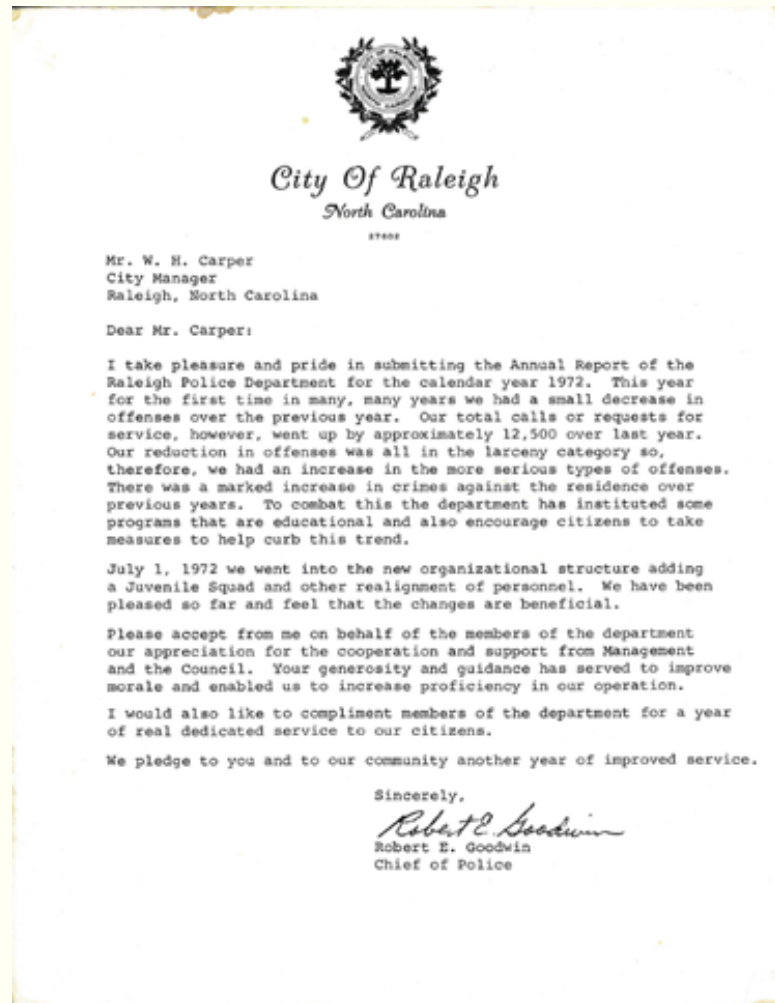 CITY OF RALEIGH
NORTH CAROLINA
City Of Raleigh
North Carolina
27602
Mr. W. H. Carper
City Manager
Raleigh, North Carolina
Dear Mr. Carper:
I take pleasure and pride in submitting the Annual Report of the
Raleigh Police Department for the calendar year 1972. This year
for the first time in many, many years we had a small decrease in
offenses over the previous year. Our total calls or requests for
service, however, went up by approximately 12,500 over last year.
Our reduction in offenses was all in the larceny category so,
therefore, we had an increase in the more serious types of offenses.
There was a marked increase in crimes against the residence over
previous years. To combat this the department has instituted some
programs that are educational and also encourage citizens to take
measures to help curb this trend.
July 1, 1972 we went into the new organizational structure adding
a Juvenile Squad and other realignment of personnel. We have been
pleased so far and feel that the changes are beneficial.
Please accept from me on behalf of the members of the department
our appreciation for the cooperation and support from Management
and the Council. Your generosity and guidance has served to improve
morale and enabled us to increase proficiency in our operation.
I would also like to compliment members of the department for a year
of real dedicated service to our citizens.
We pledge to you and to our community another year of improved service.
Sincerely,
Robert E. Goodwin
Robert E. Goodwin
Chief of Police